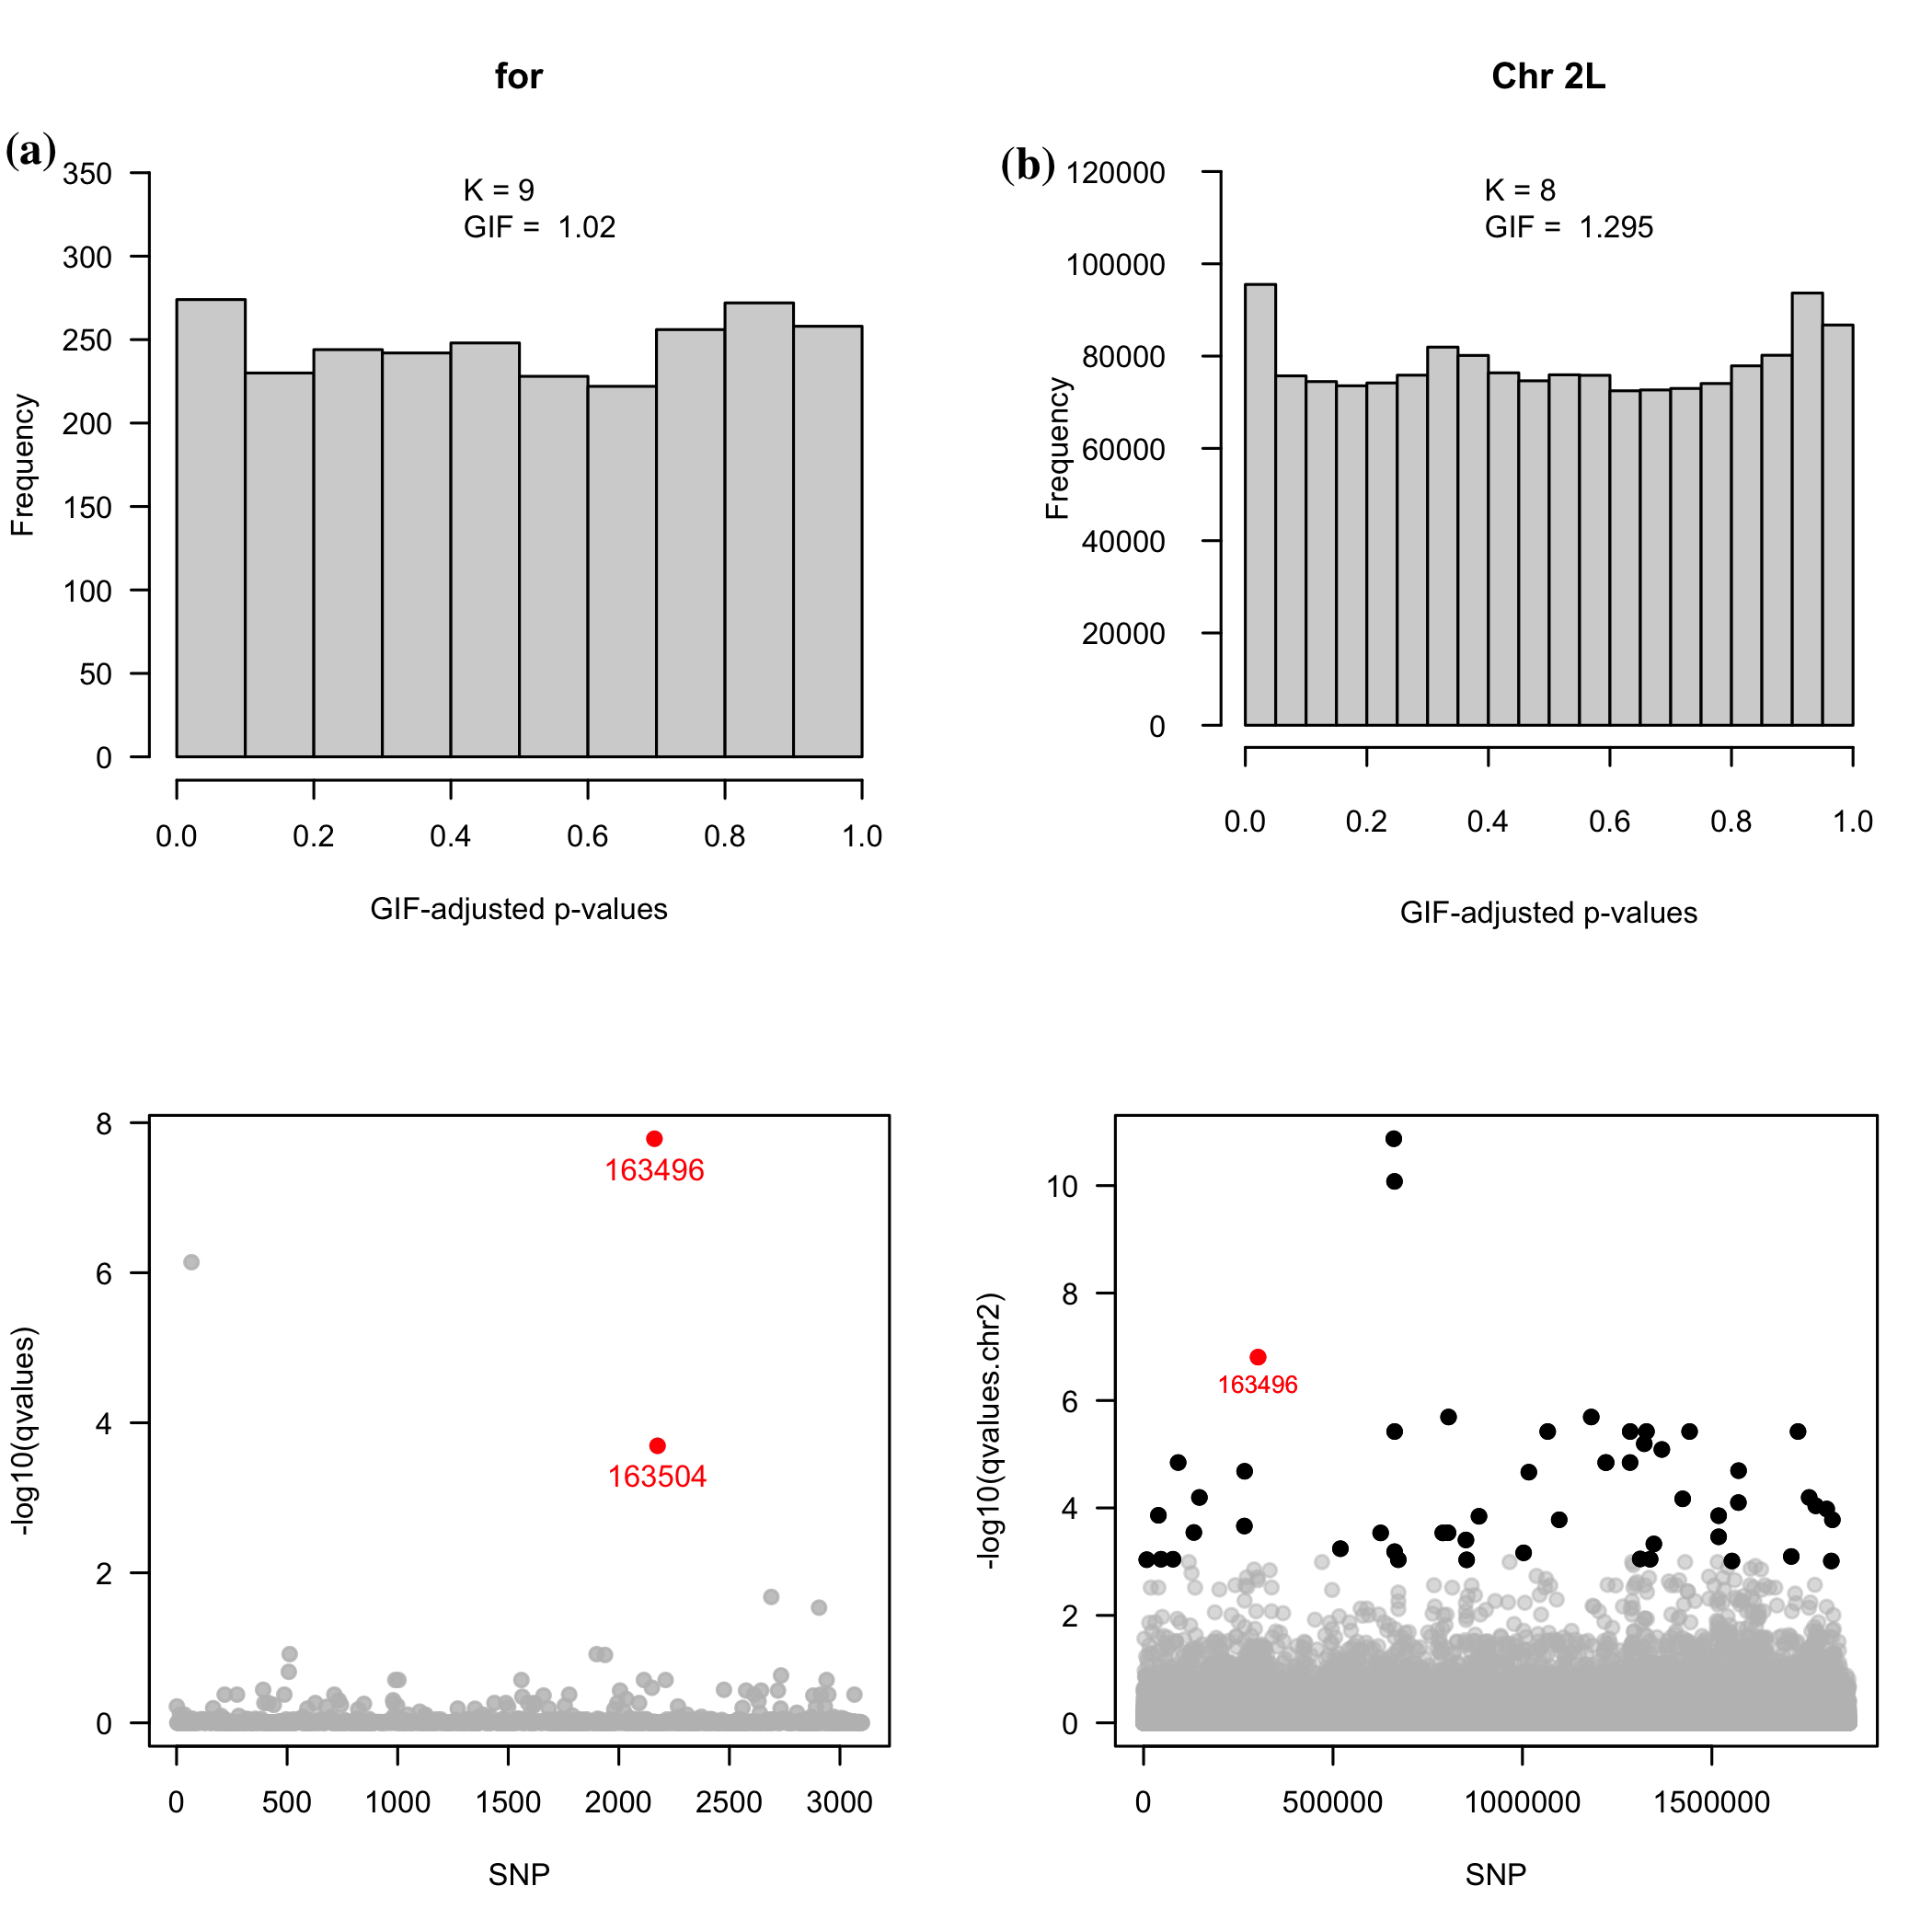 for
(a)
K = 9
GIF = 1.02
350
300
250
200
150
100
50
0
Frequency
0.0 0.2 0.4 0.6 0.8 1.0
GIF-adjusted p-values
Chr 2L
(b)
K = 8
GIF = 1.295
120000
100000
80000
60000
40000
20000
0
Frequency
0.0 0.2 0.4 0.6 0.8 1.0
GIF-adjusted p-values
8
6
4
2
0
-log10(qvalues)
163496
163504
0 500 1000 1500 2000 2500 3000
SNP
10
8
6
4
2
0
-log10(qvalues.chr2)
163496
0 500000 1000000 1500000
SNP